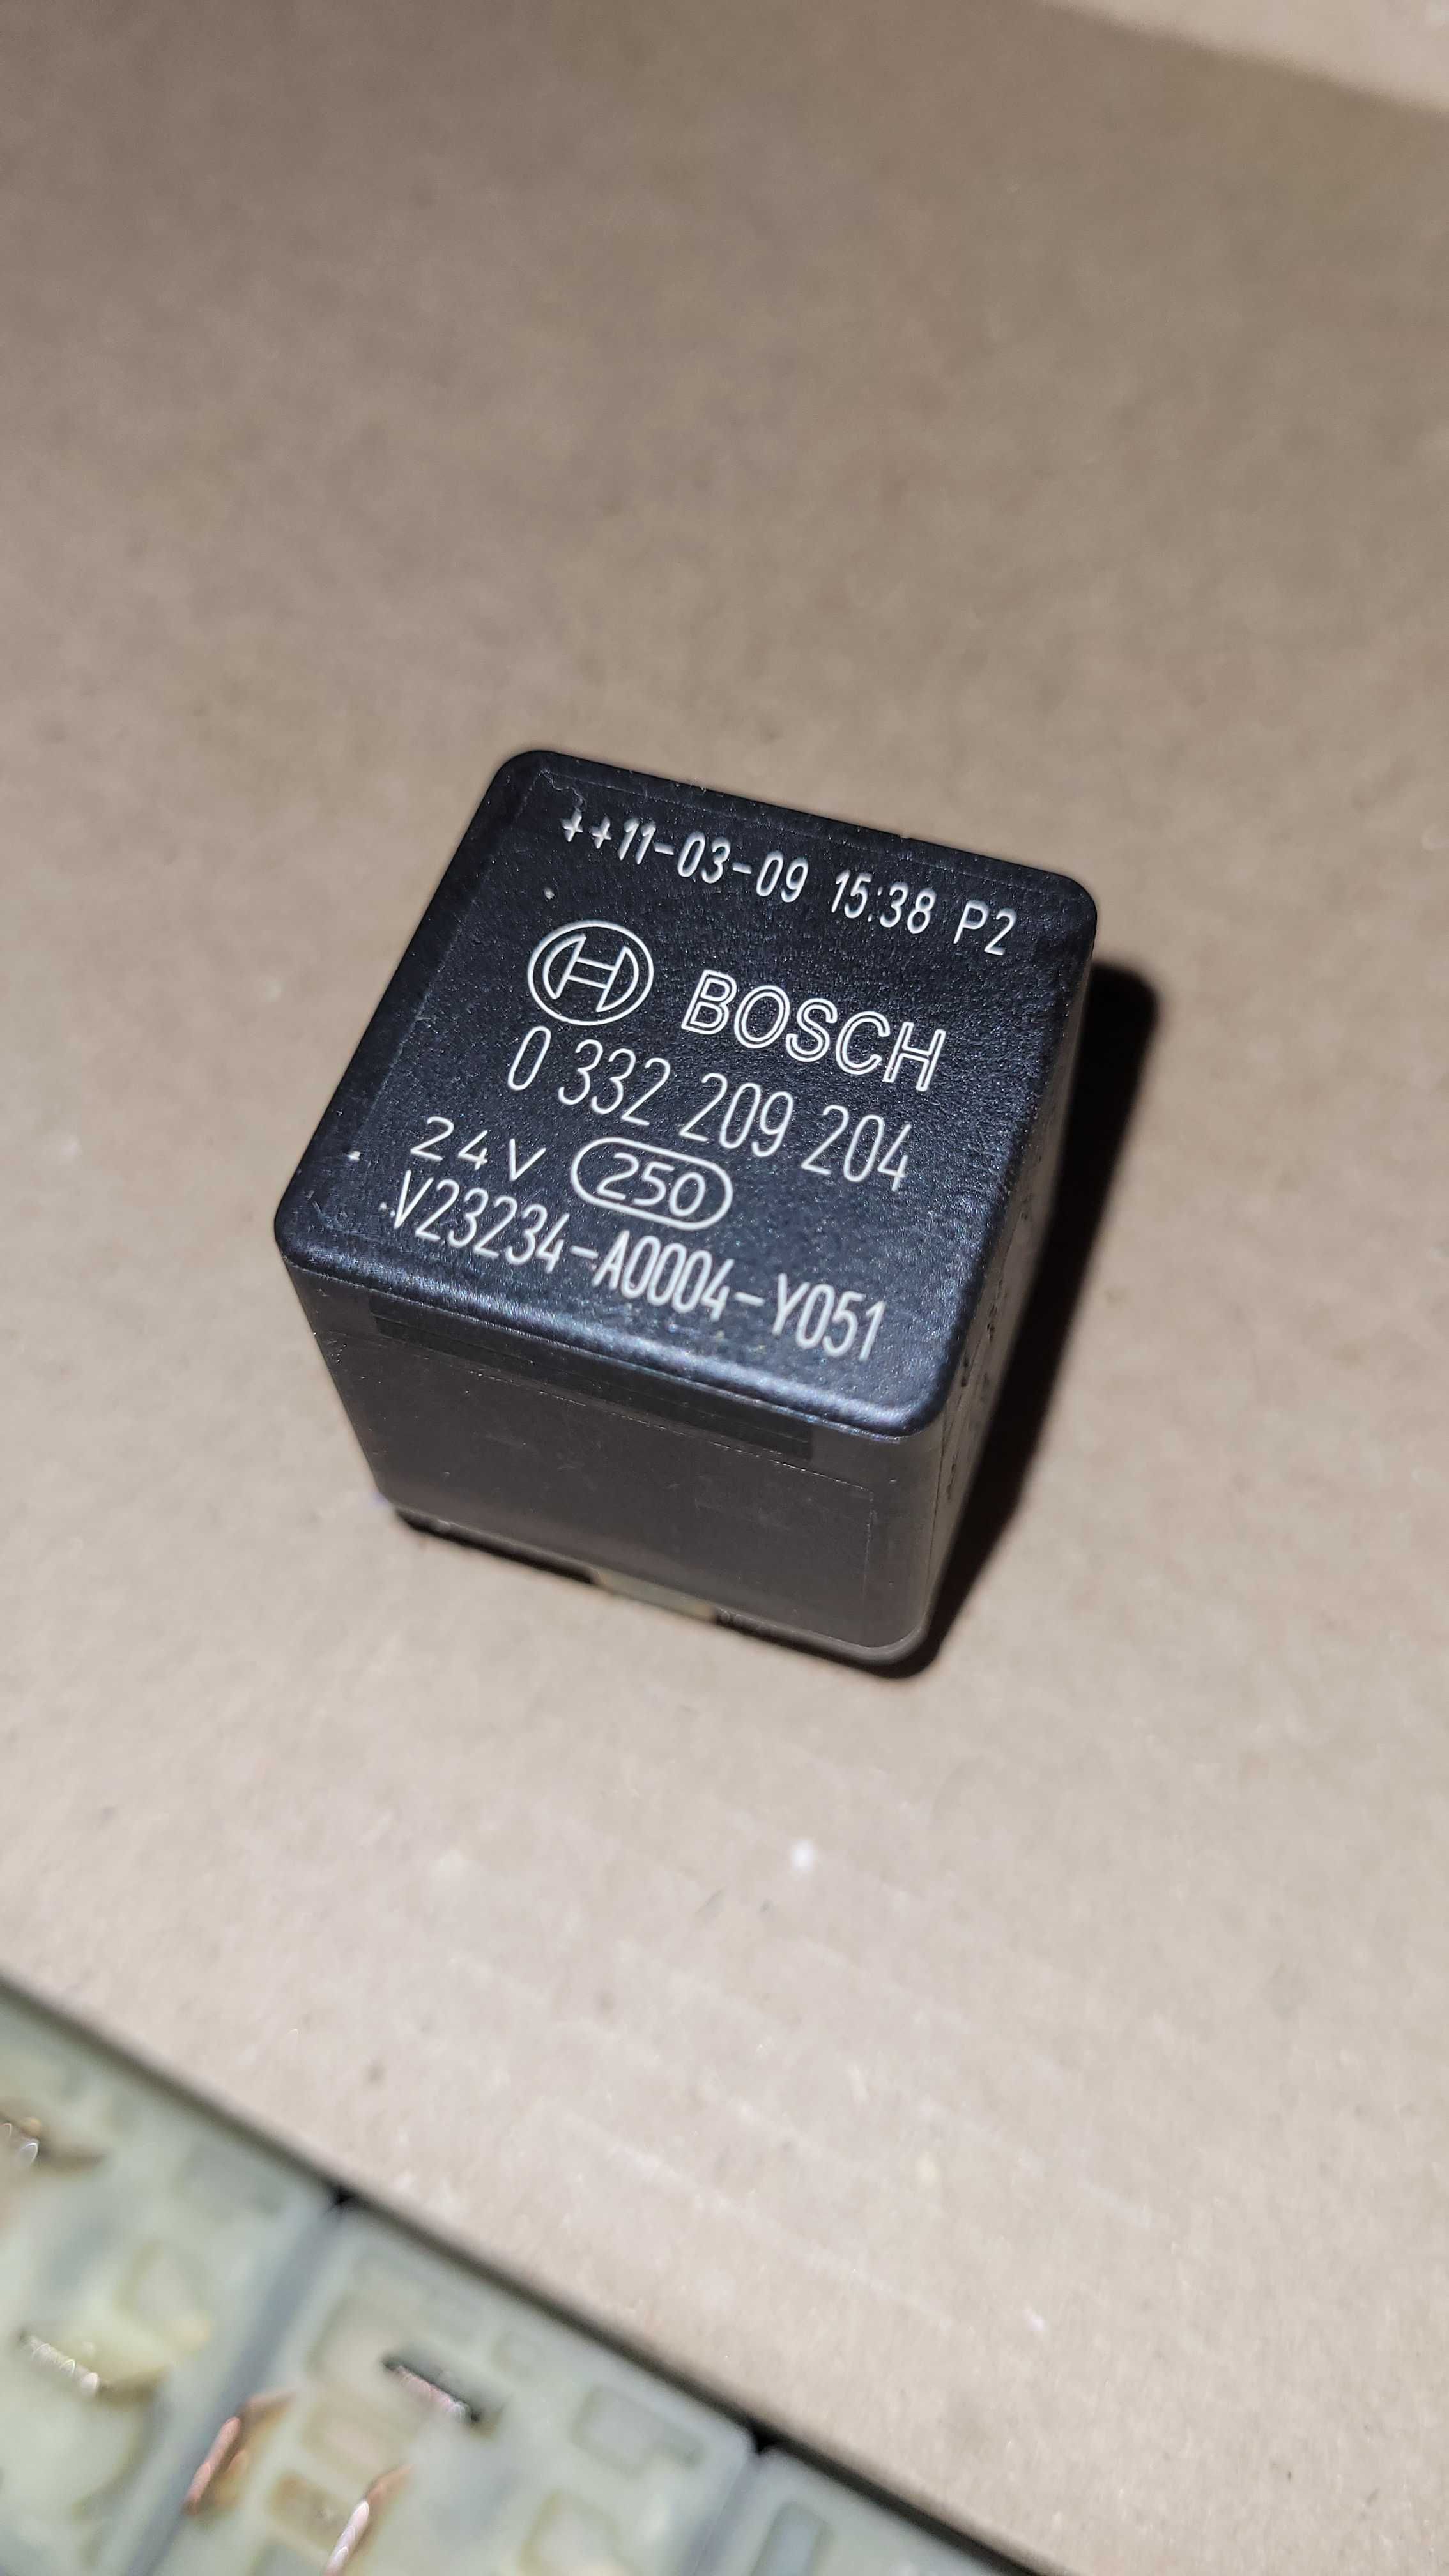 ++11-03-09 15:38 P2
BOSCH
0 332 209 204
24V 250
V23234-A0004-Y051